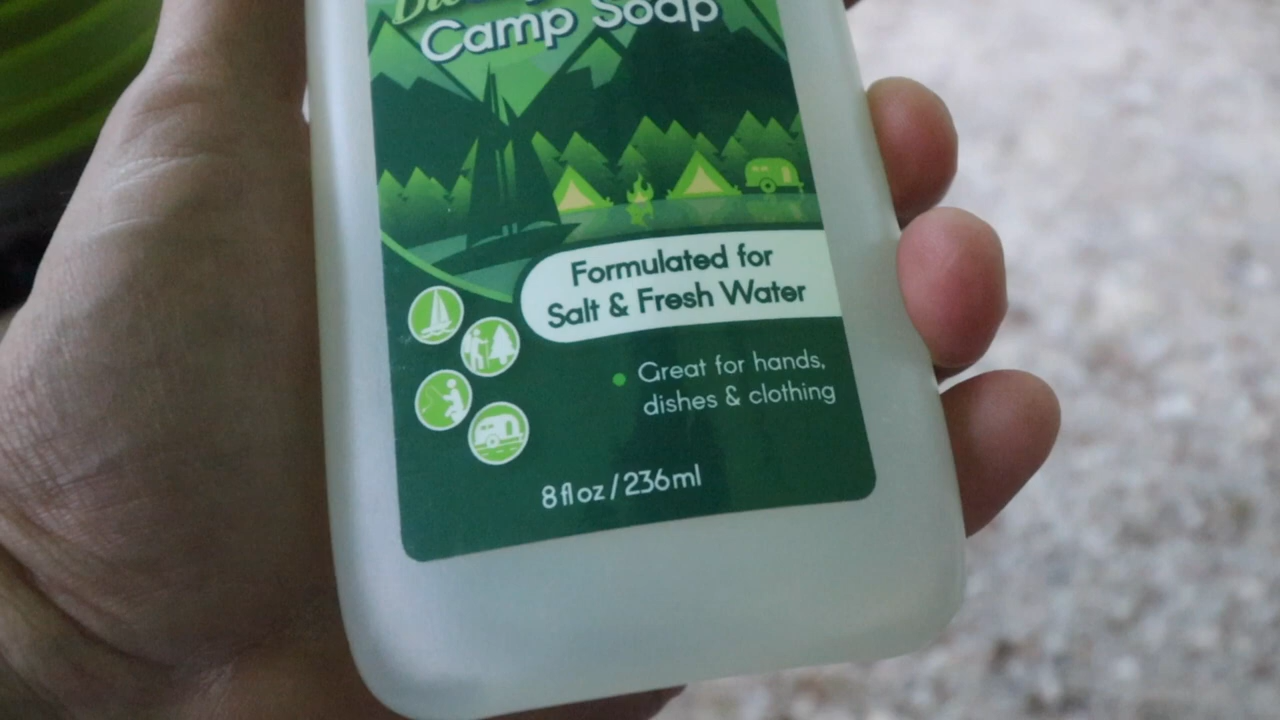 Camp Soap
Formulated for
Salt & Fresh Water
Great for hands,
dishes & clothing
8 fl oz / 236ml